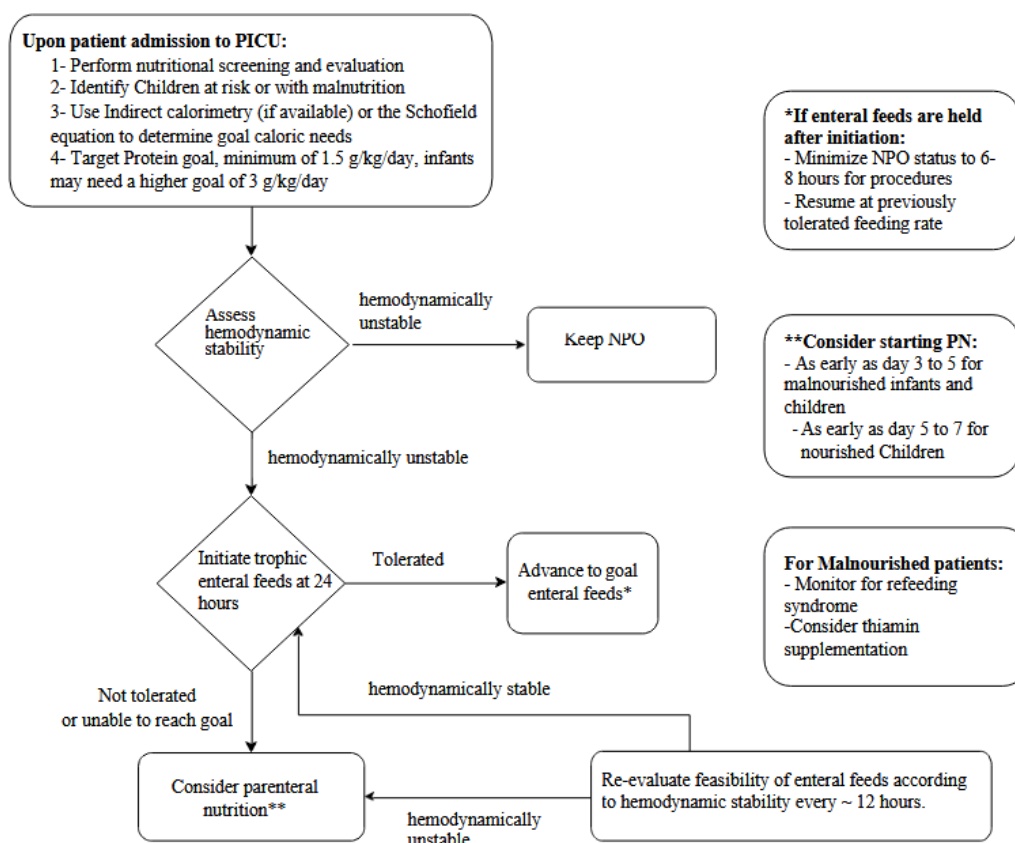 Upon patient admission to PICU:
1- Perform nutritional screening and evaluation
2- Identify Children at risk or with malnutrition
3- Use Indirect calorimetry (if available) or the Schofield
equation to determine goal caloric needs
4- Target Protein goal, minimum of 1.5 g/kg/day, infants
may need a higher goal of 3 g/kg/day
*If enteral feeds are held
after initiation:
- Minimize NPO status to 6-
8 hours for procedures
- Resume at previously
tolerated feeding rate
Assess
hemodynamic
stability
hemodynamically
unstable
Keep NPO
**Consider starting PN:
- As early as day 3 to 5 for
malnourished infants and
children
- As early as day 5 to 7 for
nourished Children
hemodynamically unstable
Initiate trophic
enteral feeds at 24
hours
Tolerated
Advance to goal
enteral feeds*
For Malnourished patients:
- Monitor for refeeding
syndrome
-Consider thiamin
supplementation
Not tolerated
or unable to reach goal
hemodynamically stable
Consider parenteral
nutrition**
hemodynamically
unstable
Re-evaluate feasibility of enteral feeds according
to hemodynamic stability every ~ 12 hours.